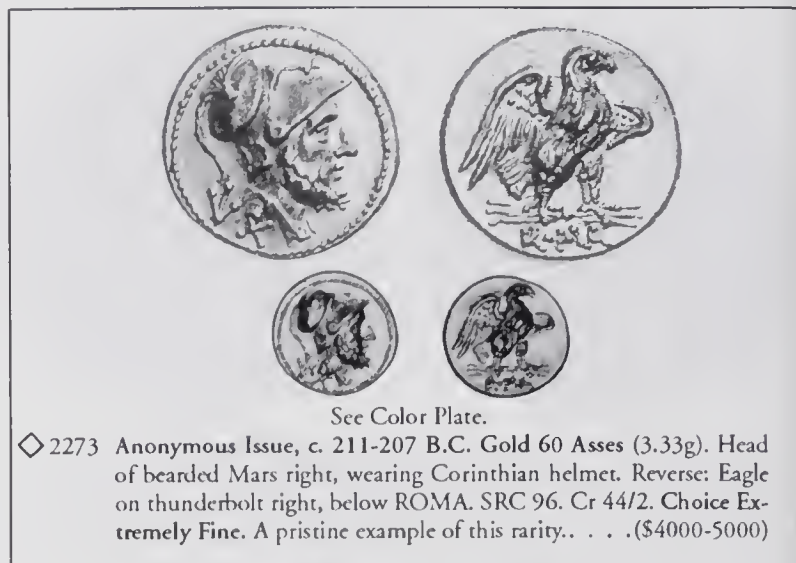 See Color Plate.
◇ 2273 Anonymous Issue, c. 211-207 B.C. Gold 60 Asses (3.33g). Head
of bearded Mars right, wearing Corinthian helmet. Reverse: Eagle
on thunderbolt right, below ROMA. SRC 96. Cr 44/2. Choice Ex-
tremely Fine. A pristine example of this rarity.. . . . .($4000-5000)